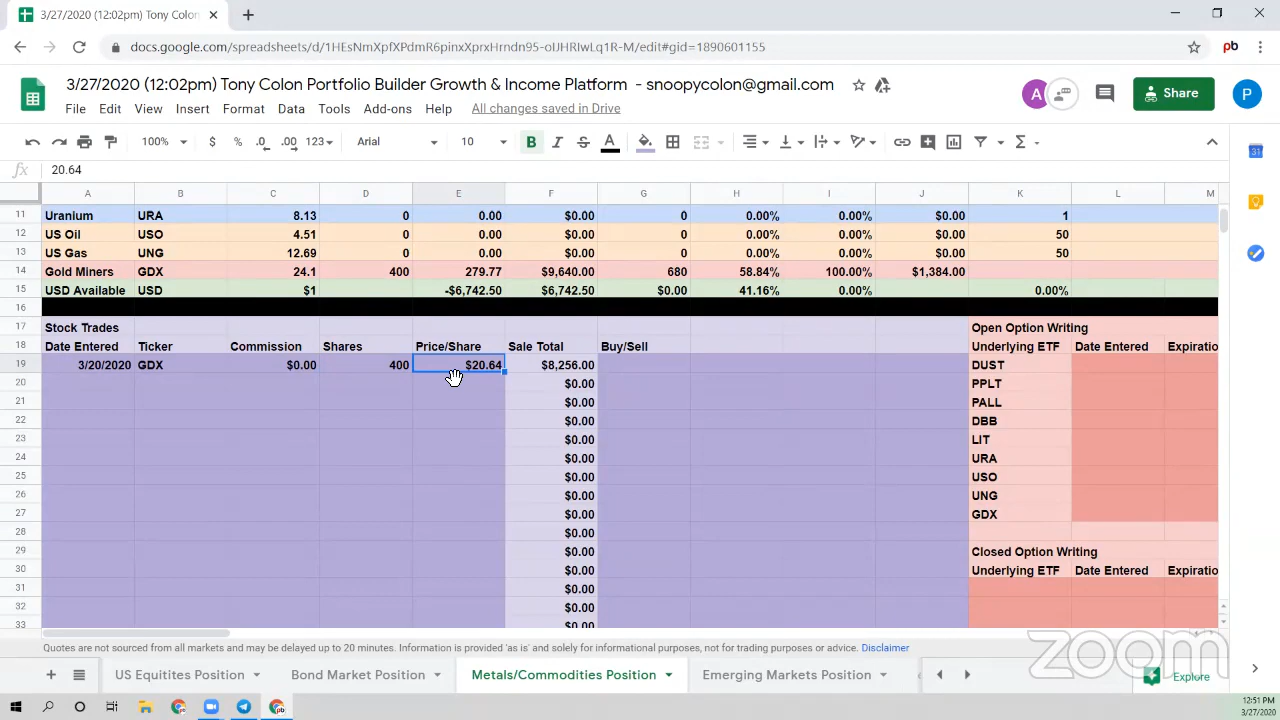 3/27/2020 (12:02pm) Tony Colon
docs.google.com/spreadsheets/d/1HEsNmXpfXPdmR6pinxXprxHrndn95-oIJHRIwLq1R-M/edit#gid=1890601155
3/27/2020 (12:02pm) Tony Colon Portfolio Builder Growth & Income Platform - snoopycolon@gmail.com
File Edit View Insert Format Data Tools Add-ons Help All changes saved in Drive
A Share P
100% $ % .0 .00 123 Arial 10 B I S A Σ
fx 20.64
A B C D E F G H I J K L M
11 Uranium URA 8.13 0 0.00 $0.00 0 0.00% 0.00% $0.00 1
12 US Oil USO 4.51 0 0.00 $0.00 0 0.00% 0.00% $0.00 50
13 US Gas UNG 12.69 0 0.00 $0.00 0 0.00% 0.00% $0.00 50
14 Gold Miners GDX 24.1 400 279.77 $9,640.00 680 58.84% 100.00% $1,384.00
15 USD Available USD $1 -$6,742.50 $6,742.50 $0.00 41.16% 0.00% 0.00%
16
17 Stock Trades Open Option Writing
18 Date Entered Ticker Commission Shares Price/Share Sale Total Buy/Sell Underlying ETF Date Entered Expiratio
19 3/20/2020 GDX $0.00 400 $20.64 $8,256.00 DUST
20 $0.00 PPLT
21 $0.00 PALL
22 $0.00 DBB
23 $0.00 LIT
24 $0.00 URA
25 $0.00 USO
26 $0.00 UNG
27 $0.00 GDX
28 $0.00
29 $0.00 Closed Option Writing
30 $0.00 Underlying ETF Date Entered Expiratio
31 $0.00
32 $0.00
33 $0.00
Quotes are not sourced from all markets and may be delayed up to 20 minutes. Information is provided 'as is' and solely for informational purposes, not for trading purposes or advice. Disclaimer
zoom
US Equitites Position Bond Market Position Metals/Commodities Position Emerging Markets Position Explore
12:51 PM
3/27/2020